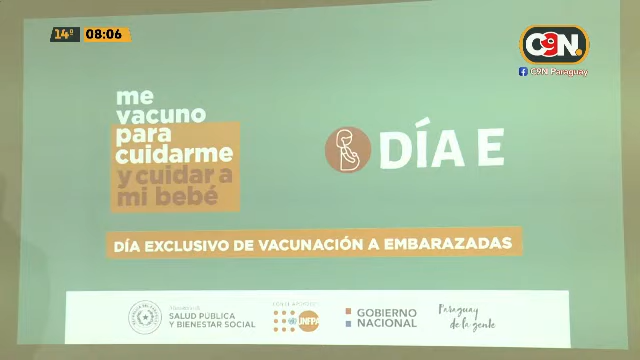 14º 08:06
C9N.
C9N Paraguay
me
vacuno
para
cuidarme
y cuidar a
mi bebé
DÍA E
DÍA EXCLUSIVO DE VACUNACIÓN A EMBARAZADAS
SALUD PÚBLICA
Y BIENESTAR SOCIAL
UNFPA
GOBIERNO
NACIONAL
Paraguay
de la gente